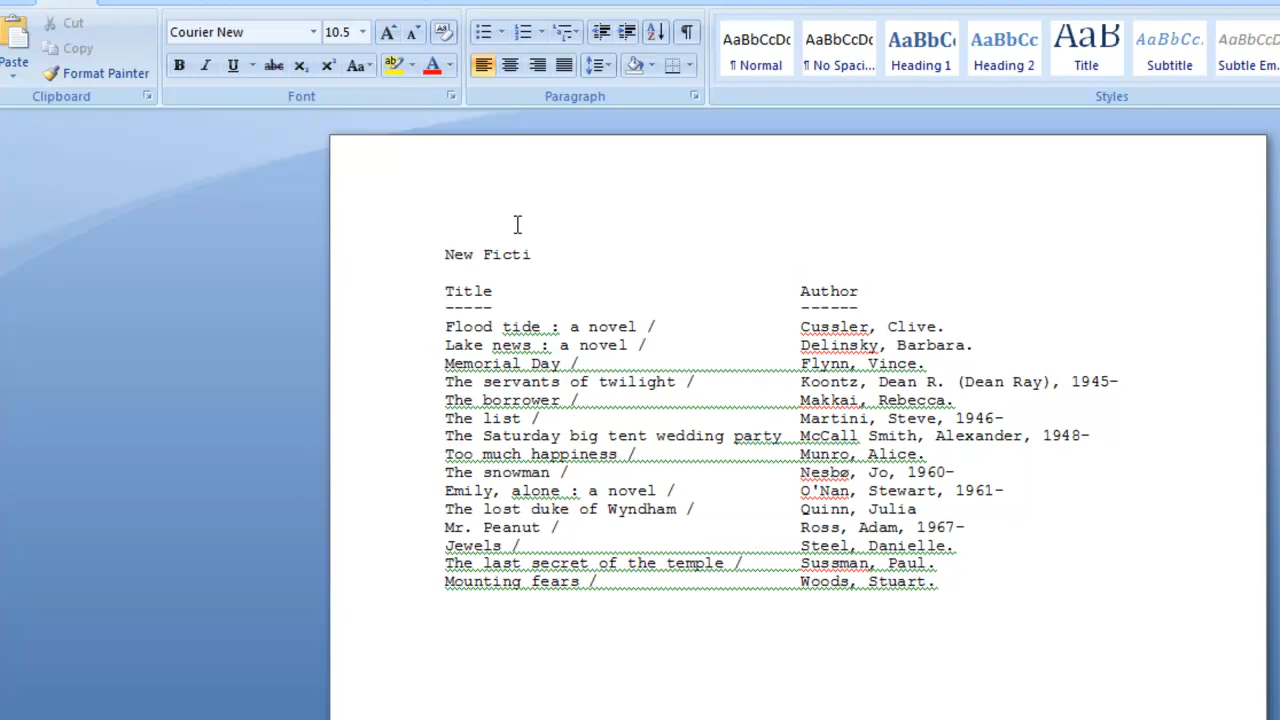 Cut
Copy
Paste
Format Painter
Clipboard
Courier New 10.5
Font
Paragraph
AaBbCcDc AaBbCcDc AaBbC( AaBbCc AaB AaBbCc. AaBbCc
¶ Normal ¶ No Spaci... Heading 1 Heading 2 Title Subtitle Subtle Em.
Styles
New Ficti
Title Author
----- ------
Flood tide : a novel / Cussler, Clive.
Lake news : a novel / Delinsky, Barbara.
Memorial Day / Flynn, Vince.
The servants of twilight / Koontz, Dean R. (Dean Ray), 1945-
The borrower / Makkai, Rebecca.
The list / Martini, Steve, 1946-
The Saturday big tent wedding party McCall Smith, Alexander, 1948-
Too much happiness / Munro, Alice.
The snowman / Nesbø, Jo, 1960-
Emily, alone : a novel / O'Nan, Stewart, 1961-
The lost duke of Wyndham / Quinn, Julia
Mr. Peanut / Ross, Adam, 1967-
Jewels / Steel, Danielle.
The last secret of the temple / Sussman, Paul.
Mounting fears / Woods, Stuart.